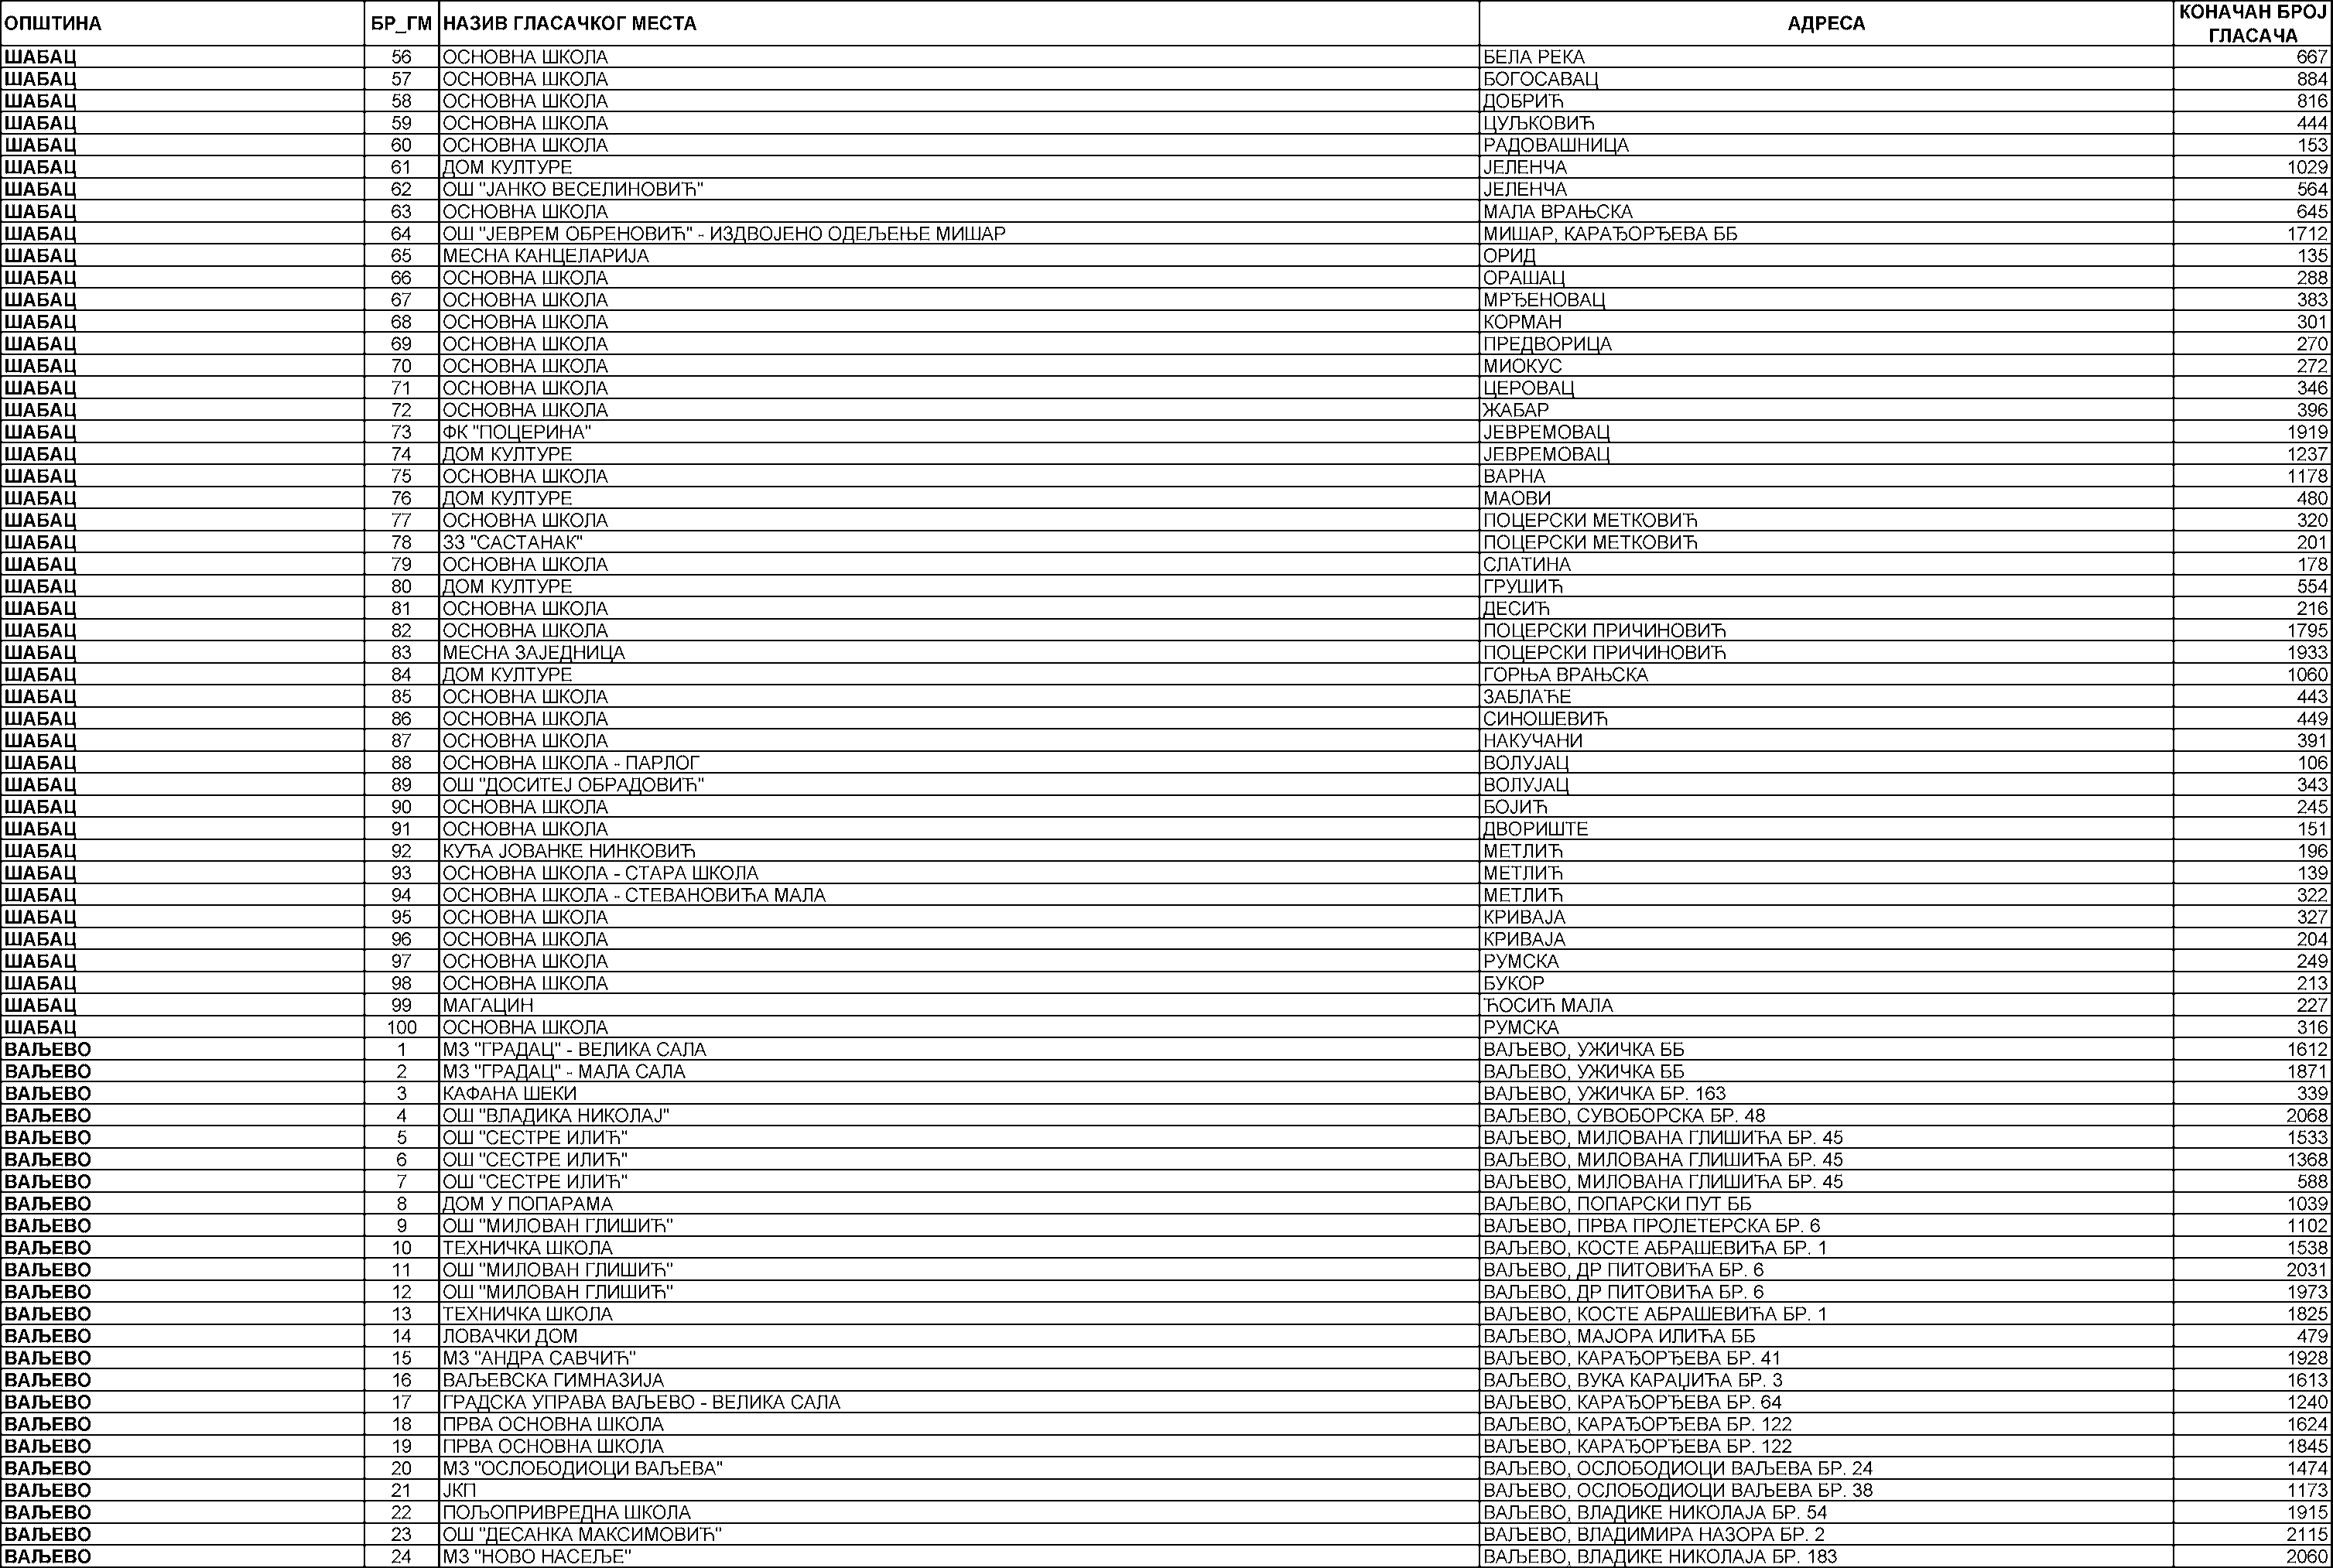 ОПШТИНА БР_ГМ НАЗИВ ГЛАСАЧКОГ МЕСТА АДРЕСА КОНАЧАН БРОЈ ГЛАСАЧА
ШАБАЦ 56 ОСНОВНА ШКОЛА БЕЛА РЕКА 667
ШАБАЦ 57 ОСНОВНА ШКОЛА БОГОСАВАЦ 884
ШАБАЦ 58 ОСНОВНА ШКОЛА ДОБРИЋ 816
ШАБАЦ 59 ОСНОВНА ШКОЛА ЦУЉКОВИЋ 444
ШАБАЦ 60 ОСНОВНА ШКОЛА РАДОВАШНИЦА 153
ШАБАЦ 61 ДОМ КУЛТУРЕ ЈЕЛЕНЧА 1029
ШАБАЦ 62 ОШ "ЈАНКО ВЕСЕЛИНОВИЋ" ЈЕЛЕНЧА 564
ШАБАЦ 63 ОСНОВНА ШКОЛА МАЛА ВРАЊСКА 645
ШАБАЦ 64 ОШ "ЈЕВРЕМ ОБРЕНОВИЋ" - ИЗДВОЈЕНО ОДЕЉЕЊЕ МИШАР МИШАР, КАРАЂОРЂЕВА ББ 1712
ШАБАЦ 65 МЕСНА КАНЦЕЛАРИЈА ОРИД 135
ШАБАЦ 66 ОСНОВНА ШКОЛА ОРАШАЦ 288
ШАБАЦ 67 ОСНОВНА ШКОЛА МРЂЕНОВАЦ 383
ШАБАЦ 68 ОСНОВНА ШКОЛА КОРМАН 301
ШАБАЦ 69 ОСНОВНА ШКОЛА ПРЕДВОРИЦА 270
ШАБАЦ 70 ОСНОВНА ШКОЛА МИОКУС 272
ШАБАЦ 71 ОСНОВНА ШКОЛА ЦЕРОВАЦ 346
ШАБАЦ 72 ОСНОВНА ШКОЛА ЖАБАР 396
ШАБАЦ 73 ФК "ПОЦЕРИНА" ЈЕВРЕМОВАЦ 1919
ШАБАЦ 74 ДОМ КУЛТУРЕ ЈЕВРЕМОВАЦ 1237
ШАБАЦ 75 ОСНОВНА ШКОЛА ВАРНА 1178
ШАБАЦ 76 ДОМ КУЛТУРЕ МАОВИ 480
ШАБАЦ 77 ОСНОВНА ШКОЛА ПОЦЕРСКИ МЕТКОВИЋ 320
ШАБАЦ 78 ЗЗ "САСТАНАК" ПОЦЕРСКИ МЕТКОВИЋ 201
ШАБАЦ 79 ОСНОВНА ШКОЛА СЛАТИНА 178
ШАБАЦ 80 ДОМ КУЛТУРЕ ГРУШИЋ 554
ШАБАЦ 81 ОСНОВНА ШКОЛА ДЕСИЋ 216
ШАБАЦ 82 ОСНОВНА ШКОЛА ПОЦЕРСКИ ПРИЧИНОВИЋ 1795
ШАБАЦ 83 МЕСНА ЗАЈЕДНИЦА ПОЦЕРСКИ ПРИЧИНОВИЋ 1933
ШАБАЦ 84 ДОМ КУЛТУРЕ ГОРЊА ВРАЊСКА 1060
ШАБАЦ 85 ОСНОВНА ШКОЛА ЗАБЛАЋЕ 443
ШАБАЦ 86 ОСНОВНА ШКОЛА СИНОШЕВИЋ 449
ШАБАЦ 87 ОСНОВНА ШКОЛА НАКУЧАНИ 391
ШАБАЦ 88 ОСНОВНА ШКОЛА - ПАРЛОГ ВОЛУЈАЦ 106
ШАБАЦ 89 ОШ "ДОСИТЕЈ ОБРАДОВИЋ" ВОЛУЈАЦ 343
ШАБАЦ 90 ОСНОВНА ШКОЛА БОЈИЋ 245
ШАБАЦ 91 ОСНОВНА ШКОЛА ДВОРИШТЕ 151
ШАБАЦ 92 КУЋА ЈОВАНКЕ НИНКОВИЋ МЕТЛИЋ 196
ШАБАЦ 93 ОСНОВНА ШКОЛА - СТАРА ШКОЛА МЕТЛИЋ 139
ШАБАЦ 94 ОСНОВНА ШКОЛА - СТЕВАНОВИЋА МАЛА МЕТЛИЋ 322
ШАБАЦ 95 ОСНОВНА ШКОЛА КРИВАЈА 327
ШАБАЦ 96 ОСНОВНА ШКОЛА КРИВАЈА 204
ШАБАЦ 97 ОСНОВНА ШКОЛА РУМСКА 249
ШАБАЦ 98 ОСНОВНА ШКОЛА БУКОР 213
ШАБАЦ 99 МАГАЦИН ЋОСИЋ МАЛА 227
ШАБАЦ 100 ОСНОВНА ШКОЛА РУМСКА 316
ВАЉЕВО 1 МЗ "ГРАДАЦ" - ВЕЛИКА САЛА ВАЉЕВО, УЖИЧКА ББ 1612
ВАЉЕВО 2 МЗ "ГРАДАЦ" - МАЛА САЛА ВАЉЕВО, УЖИЧКА ББ 1871
ВАЉЕВО 3 КАФАНА ШЕКИ ВАЉЕВО, УЖИЧКА БР. 163 339
ВАЉЕВО 4 ОШ "ВЛАДИКА НИКОЛАЈ" ВАЉЕВО, СУВОБОРСКА БР. 48 2068
ВАЉЕВО 5 ОШ "СЕСТРЕ ИЛИЋ" ВАЉЕВО, МИЛОВАНА ГЛИШИЋА БР. 45 1533
ВАЉЕВО 6 ОШ "СЕСТРЕ ИЛИЋ" ВАЉЕВО, МИЛОВАНА ГЛИШИЋА БР. 45 1368
ВАЉЕВО 7 ОШ "СЕСТРЕ ИЛИЋ" ВАЉЕВО, МИЛОВАНА ГЛИШИЋА БР. 45 588
ВАЉЕВО 8 ДОМ У ПОПАРАМА ВАЉЕВО, ПОПАРСКИ ПУТ ББ 1039
ВАЉЕВО 9 ОШ "МИЛОВАН ГЛИШИЋ" ВАЉЕВО, ПРВА ПРОЛЕТЕРСКА БР. 6 1102
ВАЉЕВО 10 ТЕХНИЧКА ШКОЛА ВАЉЕВО, КОСТЕ АБРАШЕВИЋА БР. 1 1538
ВАЉЕВО 11 ОШ "МИЛОВАН ГЛИШИЋ" ВАЉЕВО, ДР ПИТОВИЋА БР. 6 2031
ВАЉЕВО 12 ОШ "МИЛОВАН ГЛИШИЋ" ВАЉЕВО, ДР ПИТОВИЋА БР. 6 1973
ВАЉЕВО 13 ТЕХНИЧКА ШКОЛА ВАЉЕВО, КОСТЕ АБРАШЕВИЋА БР. 1 1825
ВАЉЕВО 14 ЛОВАЧКИ ДОМ ВАЉЕВО, МАЈОРА ИЛИЋА ББ 479
ВАЉЕВО 15 МЗ "АНДРА САВЧИЋ" ВАЉЕВО, КАРАЂОРЂЕВА БР. 41 1928
ВАЉЕВО 16 ВАЉЕВСКА ГИМНАЗИЈА ВАЉЕВО, ВУКА КАРАЏИЋА БР. 3 1613
ВАЉЕВО 17 ГРАДСКА УПРАВА ВАЉЕВО - ВЕЛИКА САЛА ВАЉЕВО, КАРАЂОРЂЕВА БР. 64 1240
ВАЉЕВО 18 ПРВА ОСНОВНА ШКОЛА ВАЉЕВО, КАРАЂОРЂЕВА БР. 122 1624
ВАЉЕВО 19 ПРВА ОСНОВНА ШКОЛА ВАЉЕВО, КАРАЂОРЂЕВА БР. 122 1845
ВАЉЕВО 20 МЗ "ОСЛОБОДИОЦИ ВАЉЕВА" ВАЉЕВО, ОСЛОБОДИОЦИ ВАЉЕВА БР. 24 1474
ВАЉЕВО 21 ЈКП ВАЉЕВО, ОСЛОБОДИОЦИ ВАЉЕВА БР. 38 1173
ВАЉЕВО 22 ПОЉОПРИВРЕДНА ШКОЛА ВАЉЕВО, ВЛАДИКЕ НИКОЛАЈА БР. 54 1915
ВАЉЕВО 23 ОШ "ДЕСАНКА МАКСИМОВИЋ" ВАЉЕВО, ВЛАДИМИРА НАЗОРА БР. 2 2115
ВАЉЕВО 24 МЗ "НОВО НАСЕЉЕ" ВАЉЕВО, ВЛАДИКЕ НИКОЛАЈА БР. 183 2060